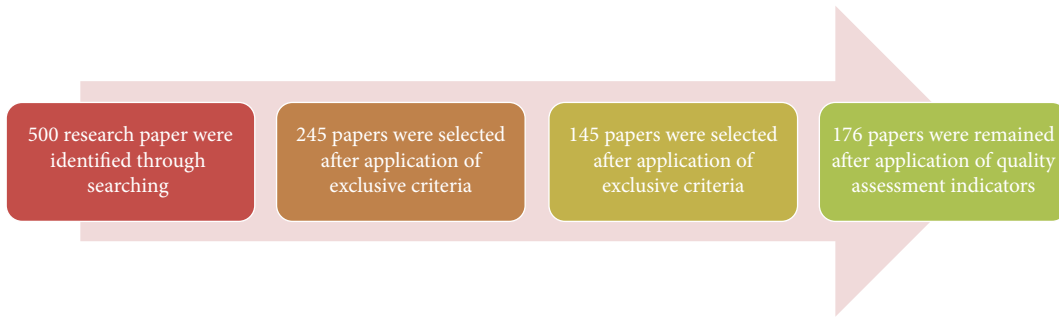 500 research paper were
identified through
searching
245 papers were selected
after application of
exclusive criteria
145 papers were selected
after application of
exclusive criteria
176 papers were remained
after application of quality
assessment indicators